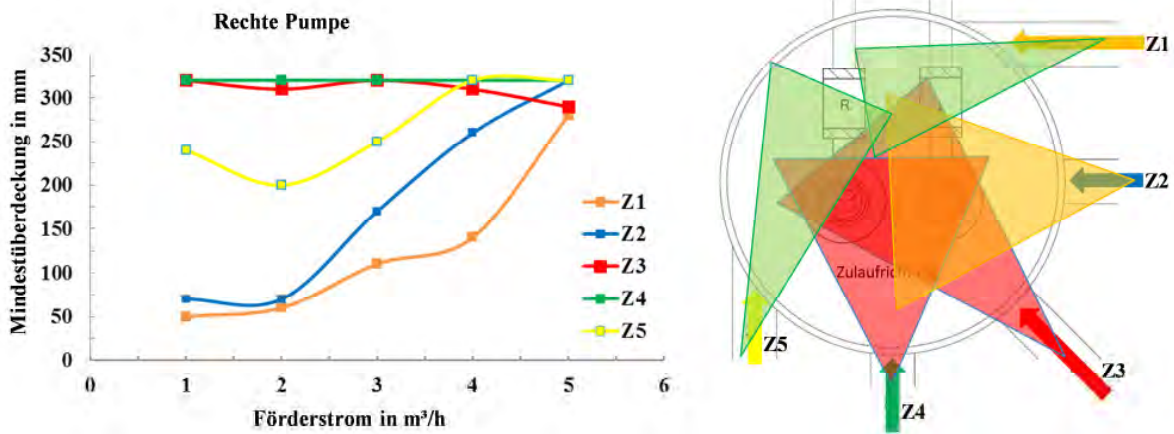 Rechte Pumpe
Mindestüberdeckung in mm
350
300
250
200
150
100
50
0
0 1 2 3 4 5 6
Förderstrom in m³/h
Z1
Z2
Z3
Z4
Z5
R
Z1
Z2
Z3
Z4
Z5